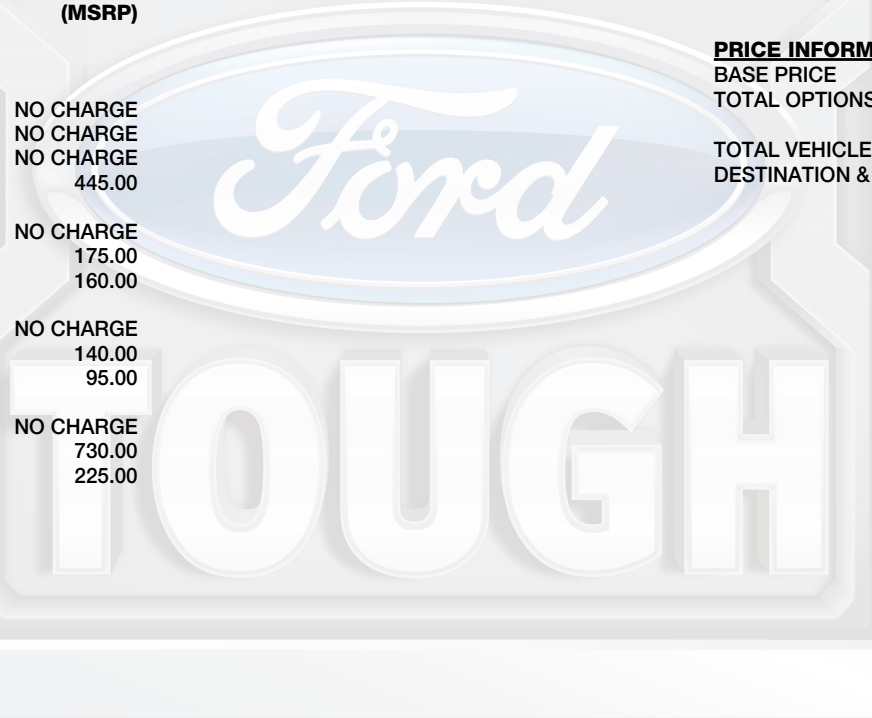 (MSRP)
NO CHARGE
NO CHARGE
NO CHARGE
445.00
NO CHARGE
175.00
160.00
NO CHARGE
140.00
95.00
NO CHARGE
730.00
225.00
PRICE INFORM
BASE PRICE
TOTAL OPTIONS
TOTAL VEHICLE
DESTINATION &
Ford
TOUGH